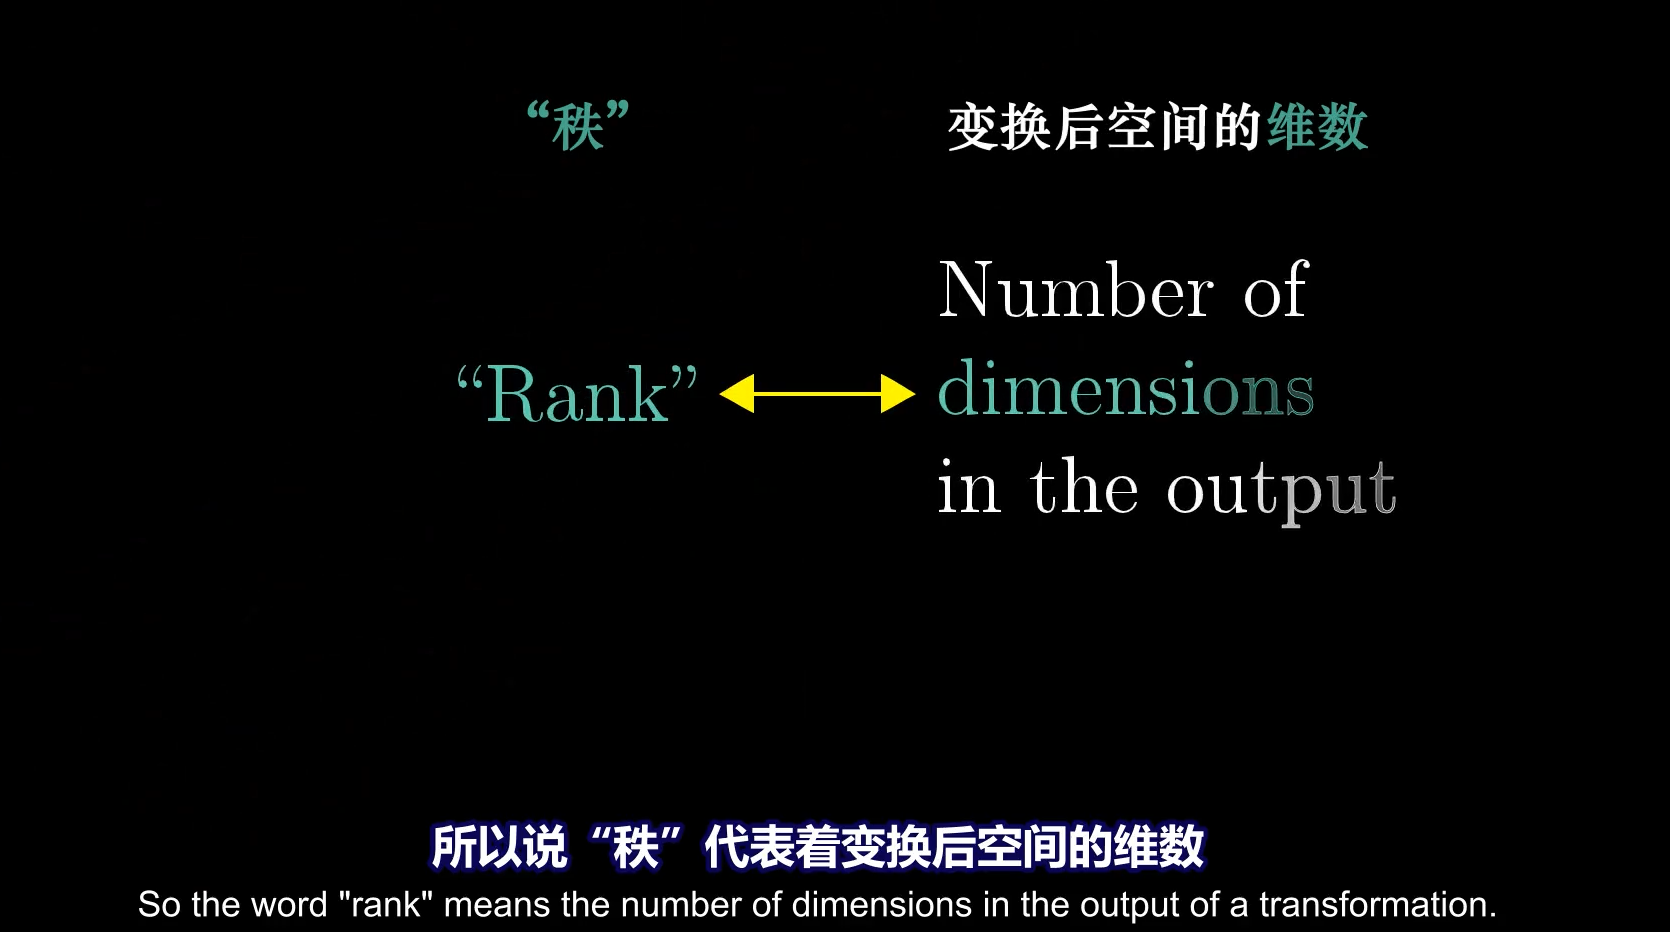 “秩”
变换后空间的维数
“Rank”
Number of
dimensions
in the output
所以说“秩”代表着变换后空间的维数
So the word "rank" means the number of dimensions in the output of a transformation.